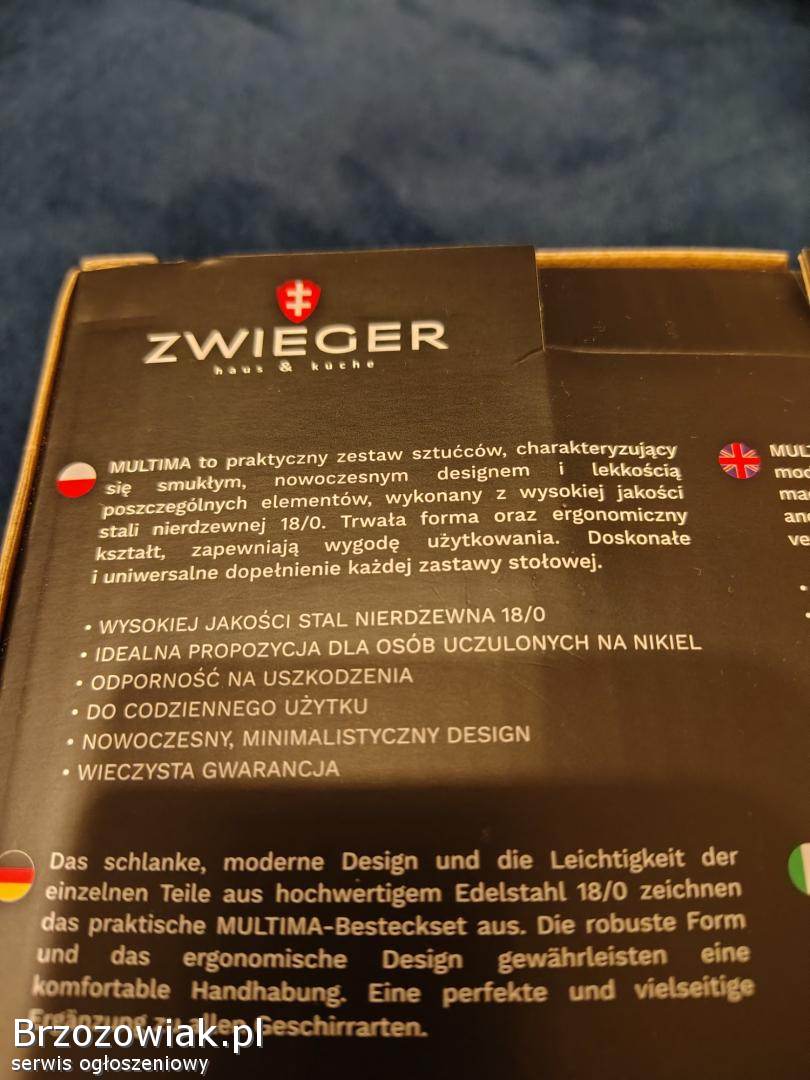 ZWIEGER
haus & küche
MULTIMA to praktyczny zestaw sztućców, charakteryzujący
się smukłym, nowoczesnym designem i lekkością
poszczególnych elementów, wykonany z wysokiej jakości
stali nierdzewnej 18/0. Trwała forma oraz ergonomiczny
kształt, zapewniają wygodę użytkowania. Doskonałe
i uniwersalne dopełnienie każdej zastawy stołowej.
• WYSOKIEJ JAKOŚCI STAL NIERDZEWNA 18/0
• IDEALNA PROPOZYCJA DLA OSÓB UCZULONYCH NA NIKIEL
• ODPORNOŚĆ NA USZKODZENIA
• DO CODZIENNEGO UŻYTKU
• NOWOCZESNY, MINIMALISTYCZNY DESIGN
• WIECZYSTA GWARANCJA
Das schlanke, moderne Design und die Leichtigkeit der
einzelnen Teile aus hochwertigem Edelstahl 18/0 zeichnen
das praktische MULTIMA-Besteckset aus. Die robuste Form
und das ergonomische Design gewährleisten eine
komfortable Handhabung. Eine perfekte und vielseitige
Ergänzung zu allen Geschirrarten.
Brzozowiak.pl
serwis ogłoszeniowy